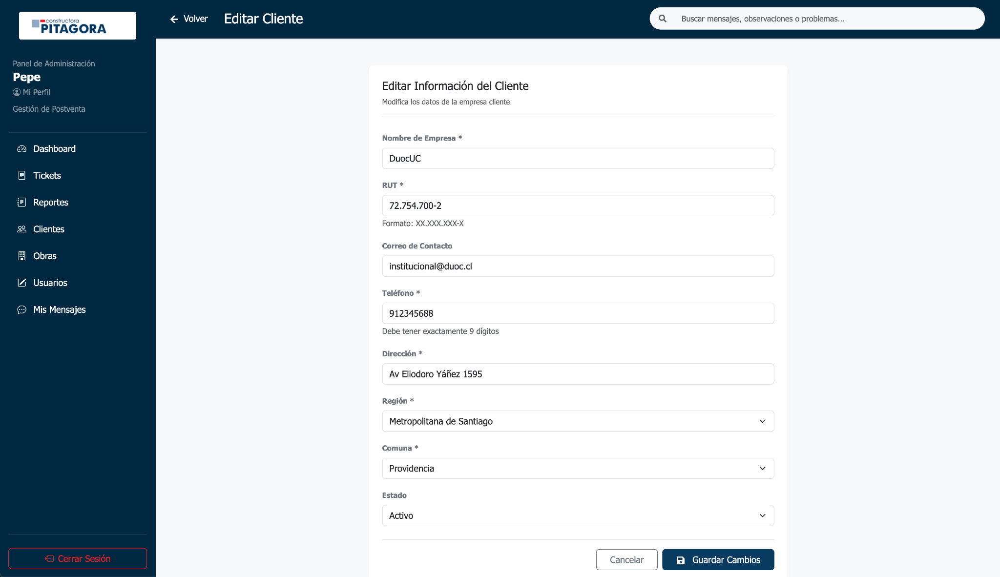 constructora
PITAGORA
Panel de Administración
Pepe
Mi Perfil
Gestión de Postventa
Dashboard
Tickets
Reportes
Clientes
Obras
Usuarios
Mis Mensajes
Cerrar Sesión
Volver
Editar Cliente
Buscar mensajes, observaciones o problemas...
Editar Información del Cliente
Modifica los datos de la empresa cliente
Nombre de Empresa *
DuocUC
RUT *
72.754.700-2
Formato: XX.XXX.XXX-X
Correo de Contacto
institucional@duoc.cl
Teléfono *
912345688
Debe tener exactamente 9 dígitos
Dirección *
Av Eliodoro Yáñez 1595
Región *
Metropolitana de Santiago
Comuna *
Providencia
Estado
Activo
Cancelar
Guardar Cambios